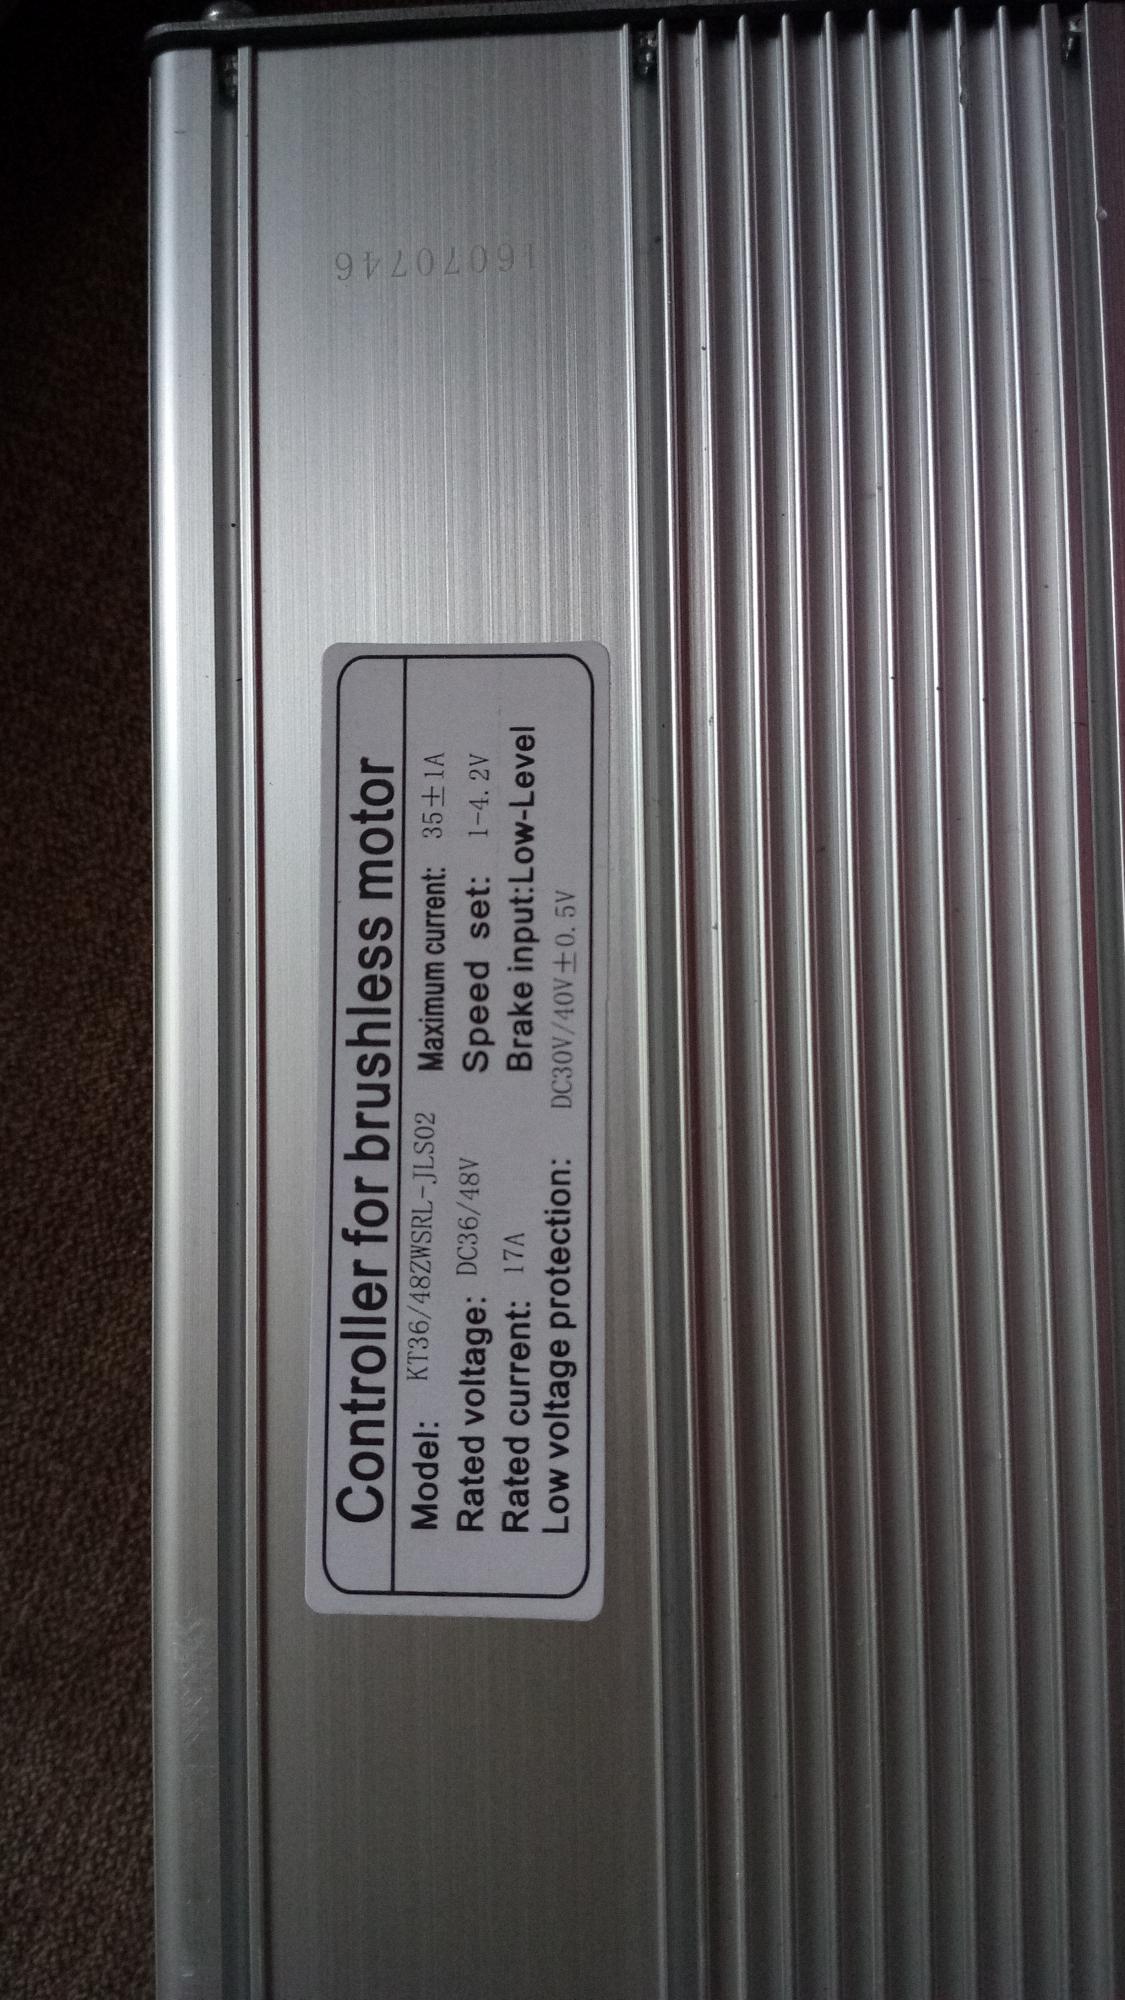 16070746
Controller for brushless motor
Model: KT36/48ZWSRL-JLS02 Maximum current: 35±1A
Rated voltage: DC36/48V Speed set: 1-4.2V
Rated current: 17A Brake input:Low-Level
Low voltage protection: DC30V/40V±0.5V